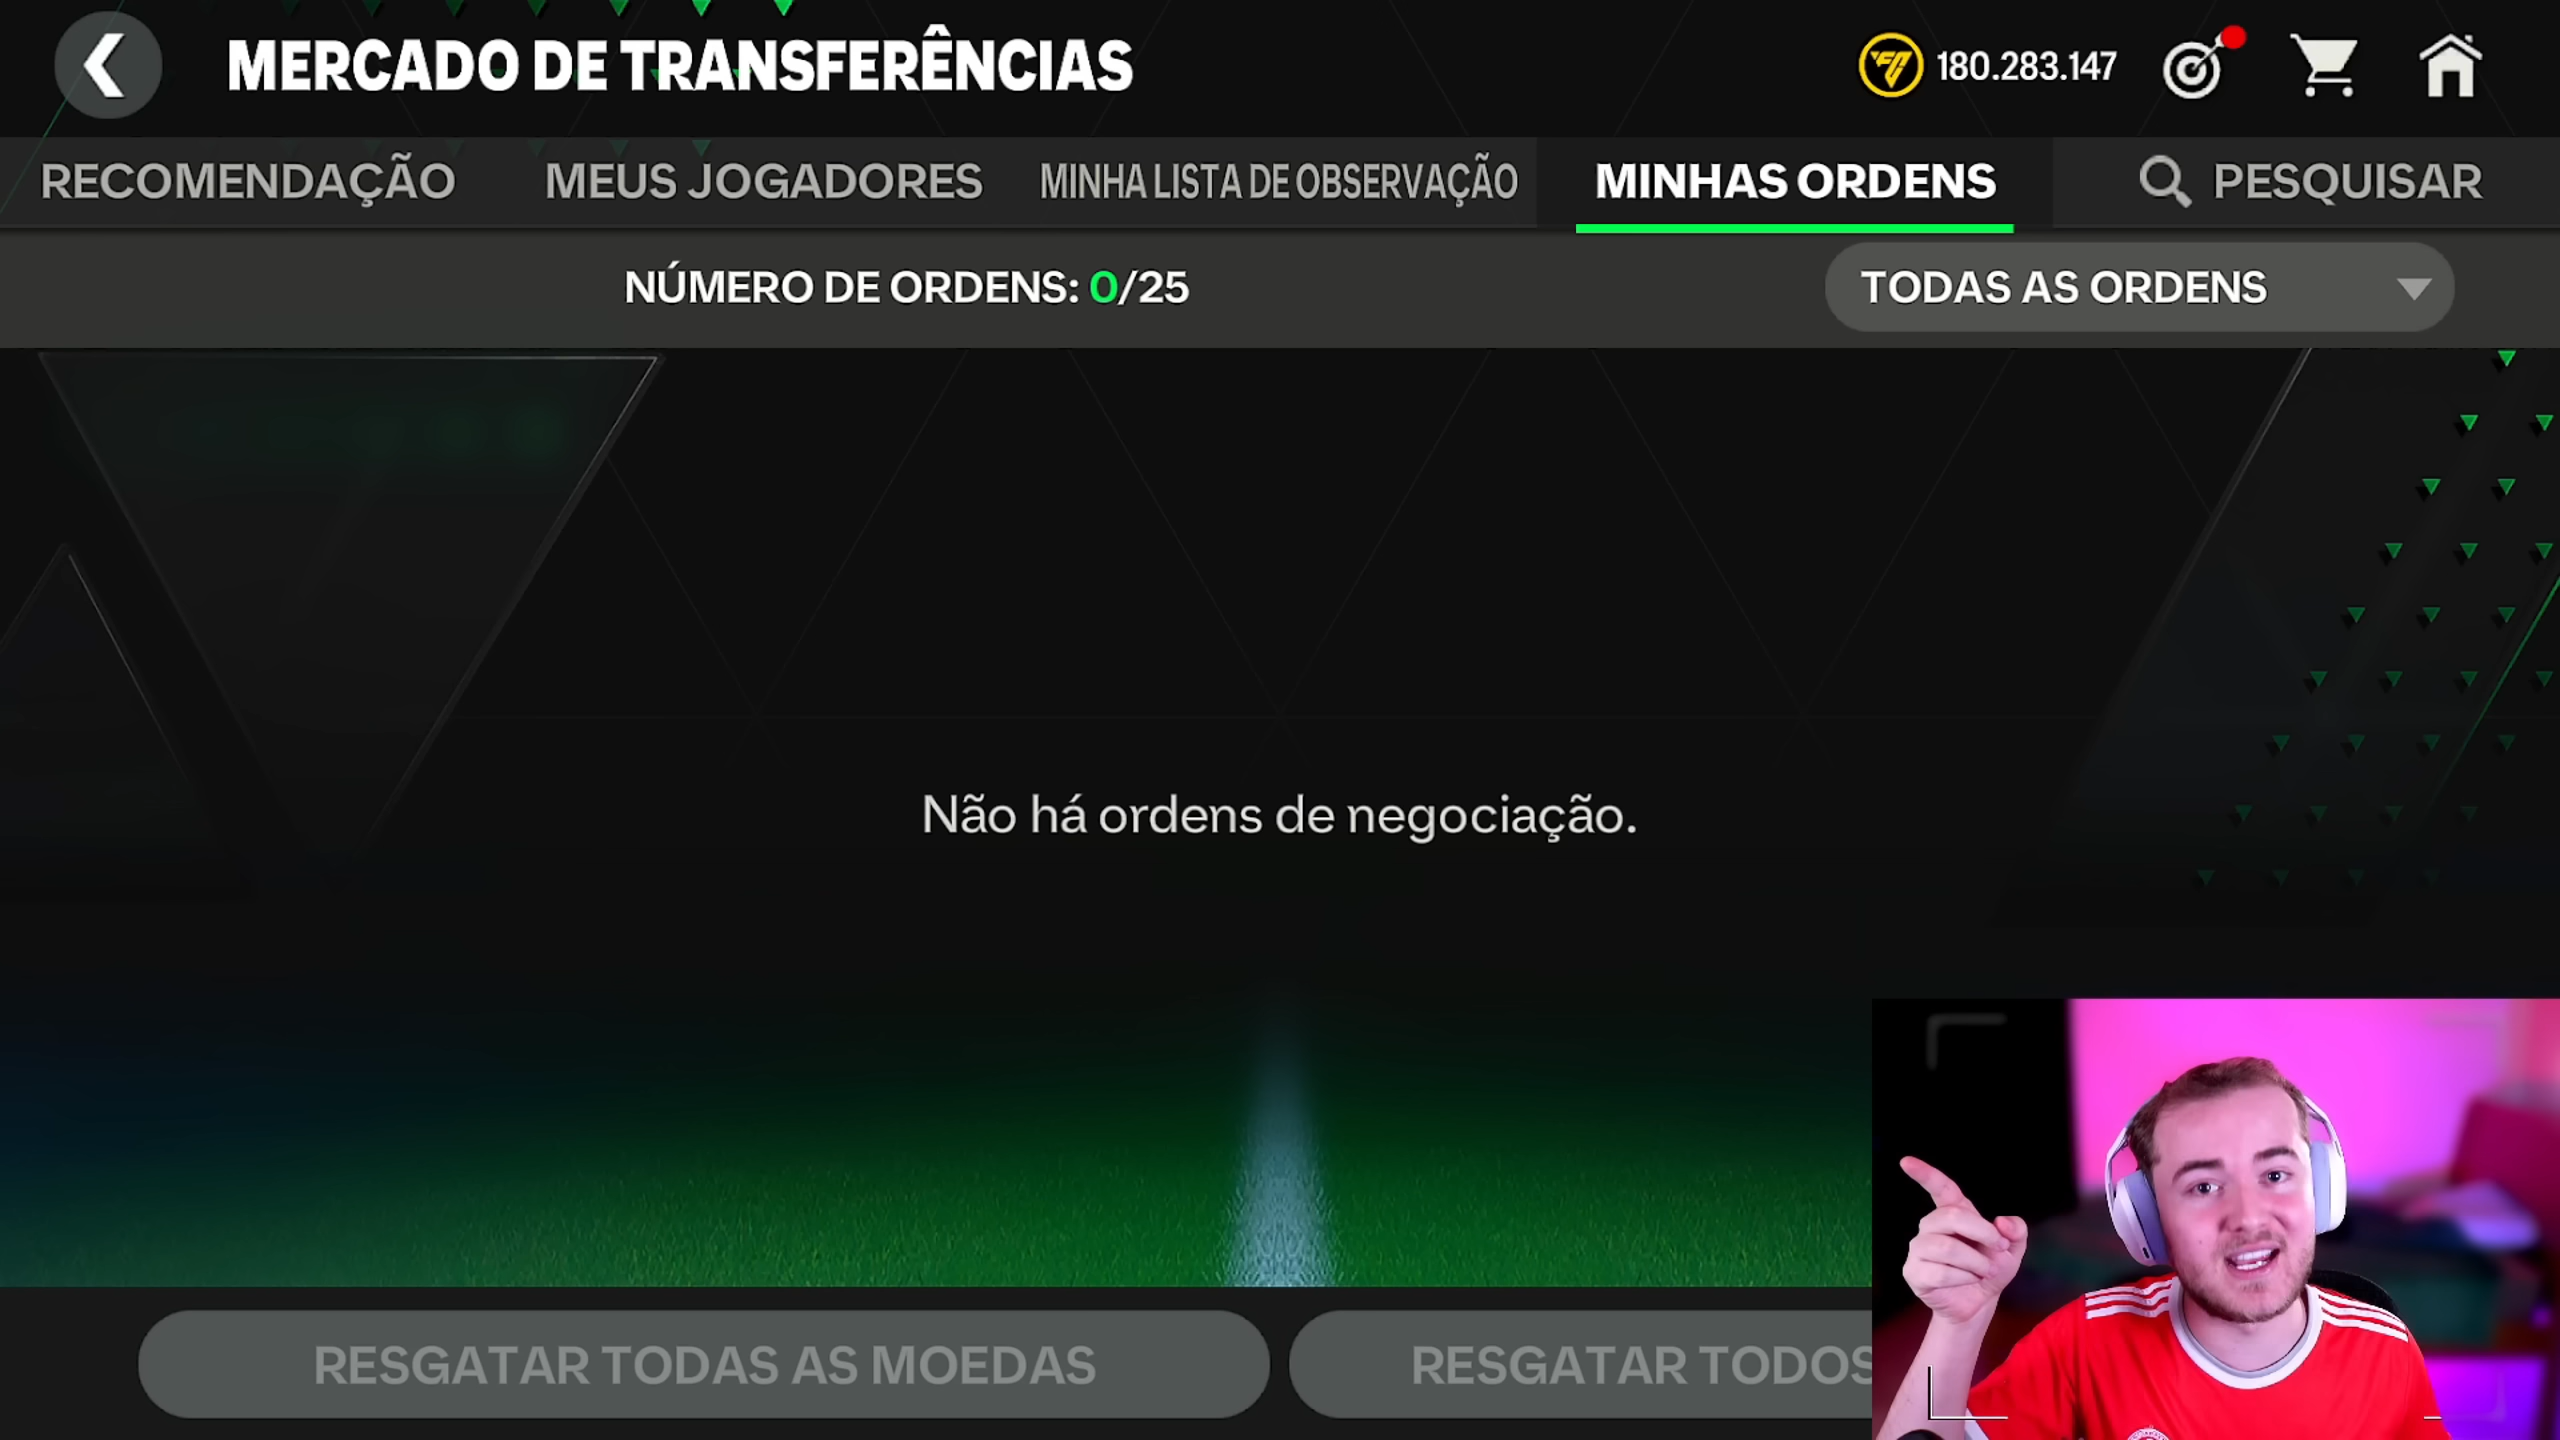 MERCADO DE TRANSFERÊNCIAS
180.283.147
RECOMENDAÇÃO
MEUS JOGADORES
MINHA LISTA DE OBSERVAÇÃO
MINHAS ORDENS
PESQUISAR
NÚMERO DE ORDENS: 0/25
TODAS AS ORDENS
Não há ordens de negociação.
RESGATAR TODAS AS MOEDAS
RESGATAR TODOS